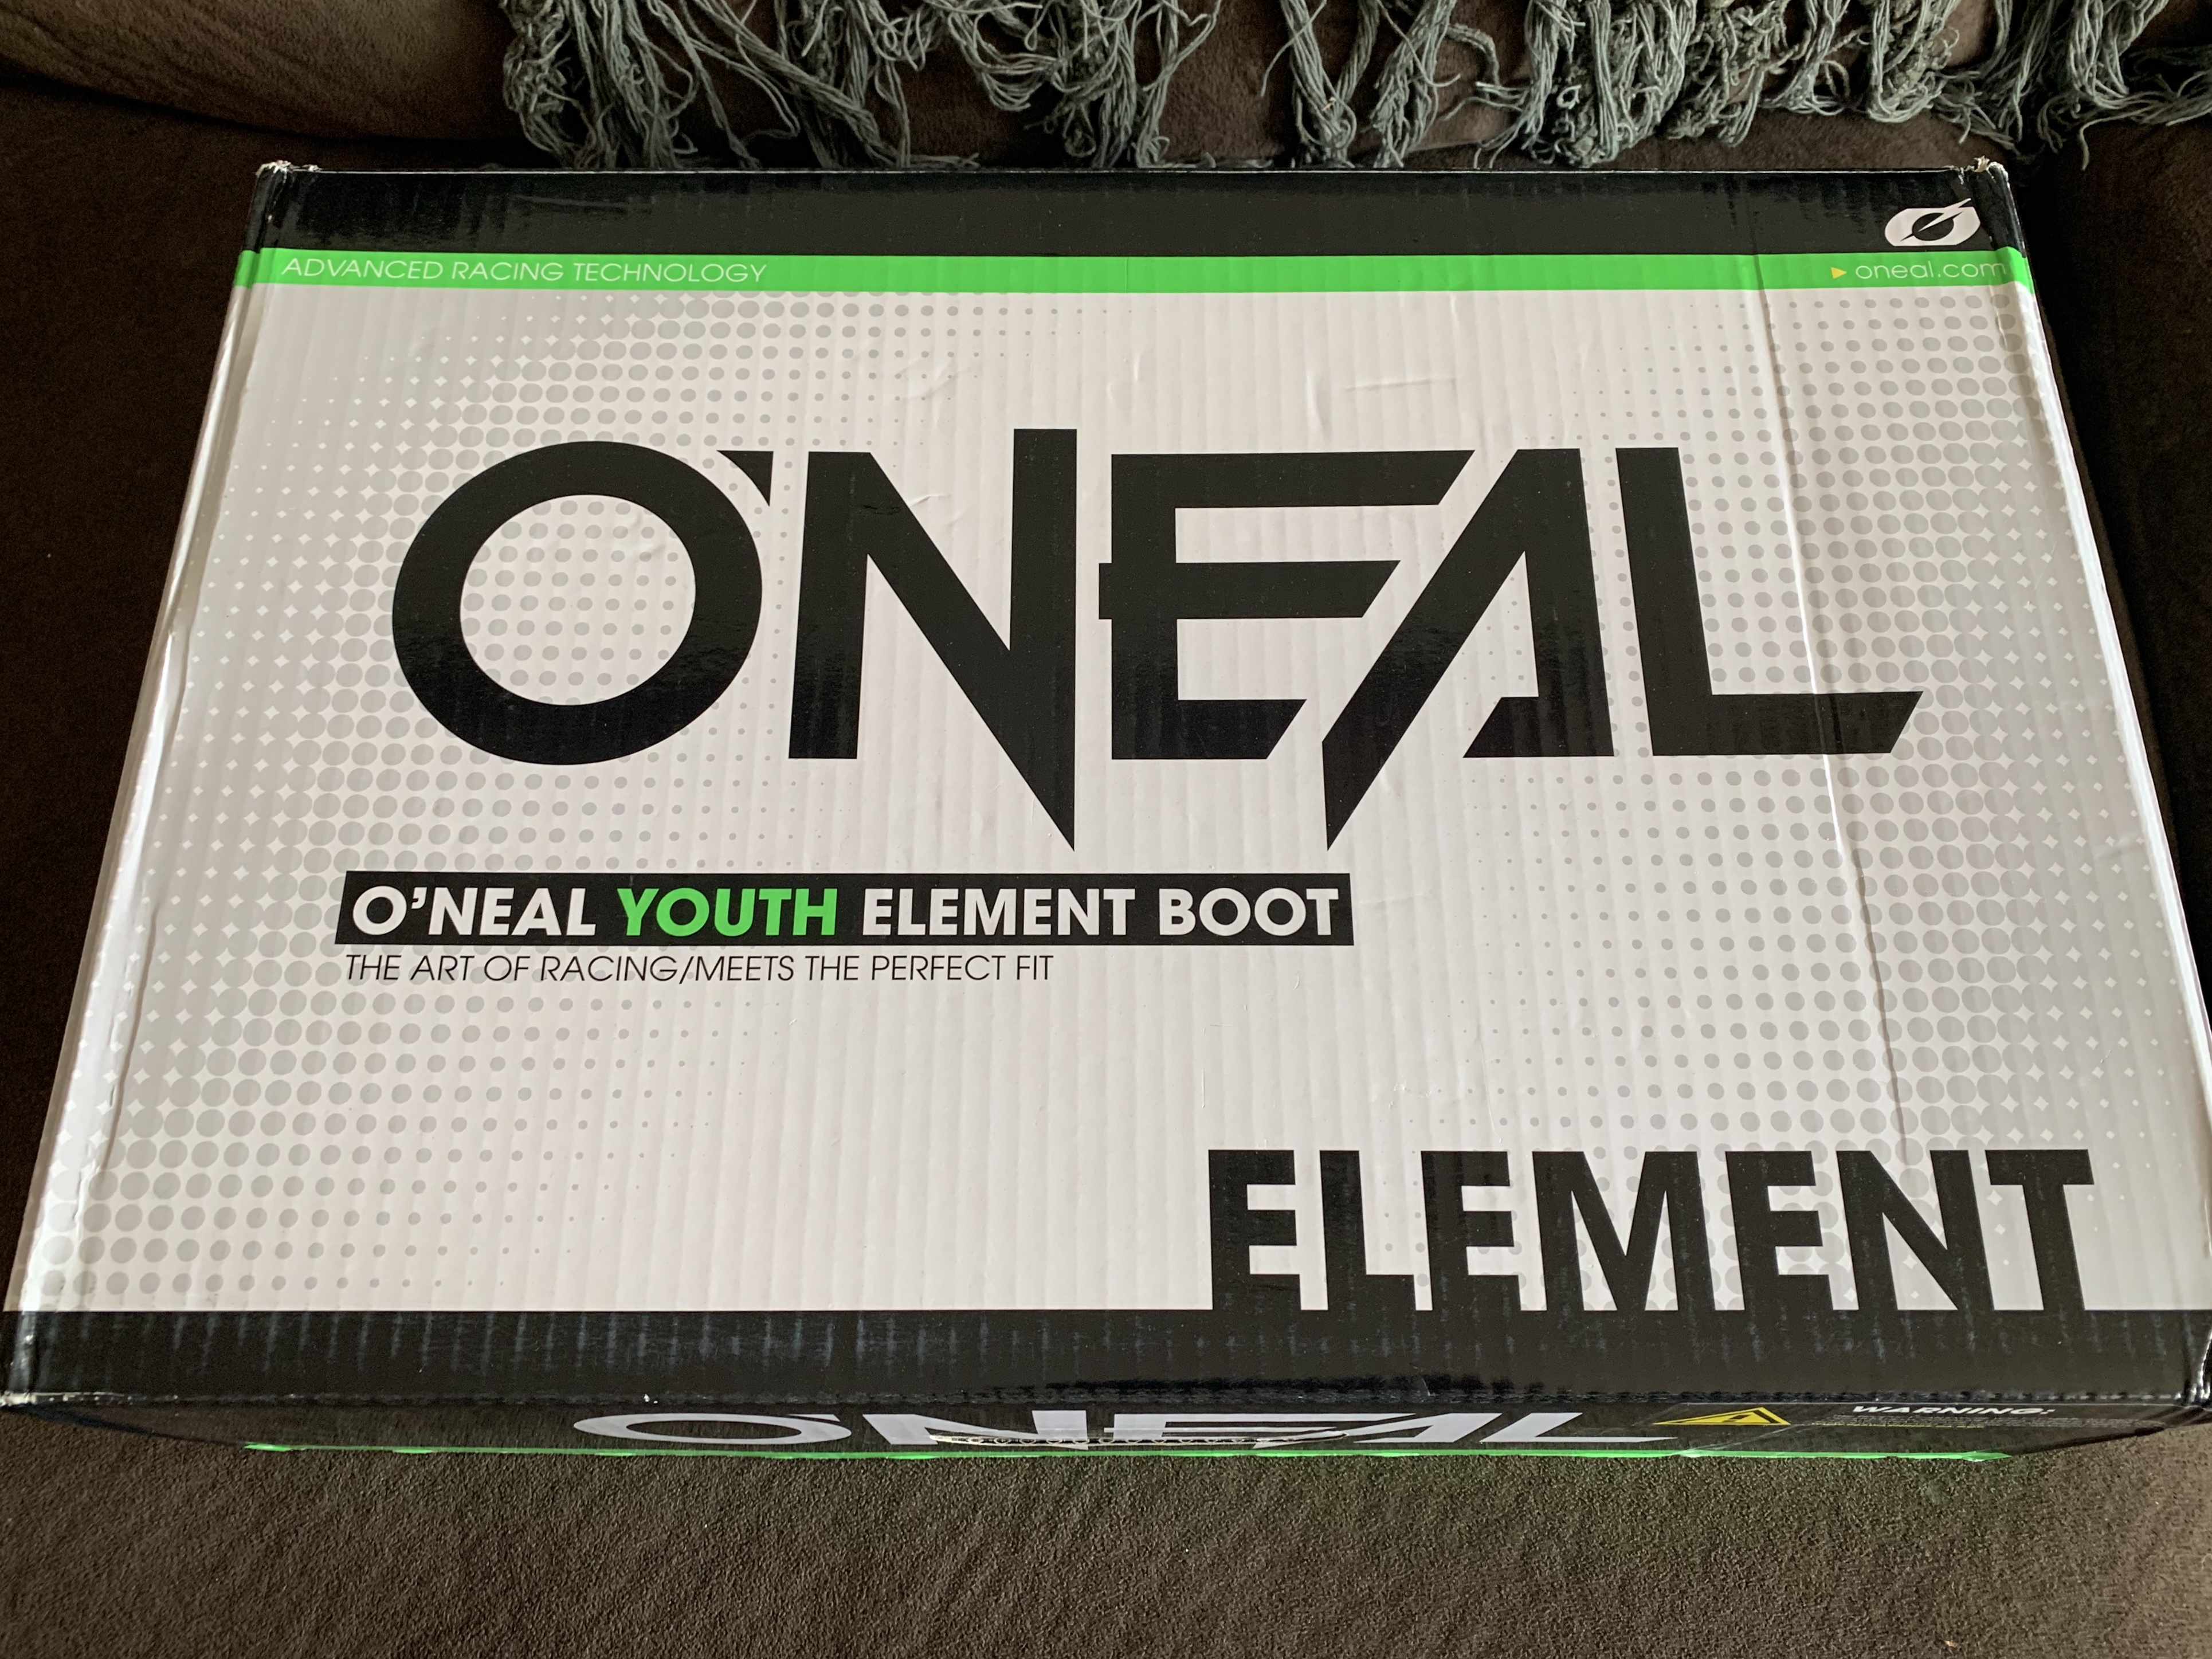 ADVANCED RACING TECHNOLOGY
oneal.com
O'NEAL
O'NEAL YOUTH ELEMENT BOOT
THE ART OF RACING/MEETS THE PERFECT FIT
ELEMENT
O'NEAL
WARNING: